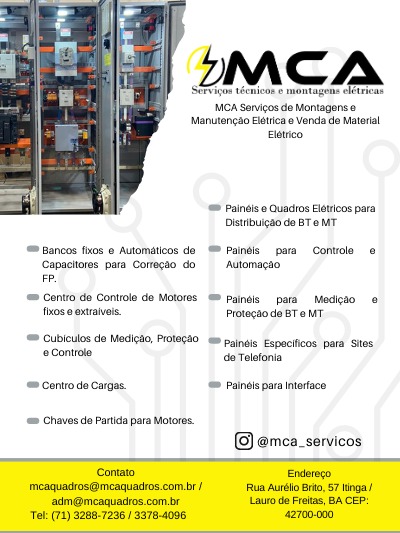 MCA
Serviços técnicos e montagens elétricas
MCA Serviços de Montagens e
Manutenção Elétrica e Venda de Material
Elétrico
Painéis e Quadros Elétricos para
Distribuição de BT e MT
Bancos fixos e Automáticos de
Capacitores para Correção do
FP.
Painéis para Controle e
Automação
Centro de Controle de Motores
fixos e extraíveis.
Painéis para Medição e
Proteção de BT e MT
Cubículos de Medição, Proteção
e Controle
Painéis Específicos para Sites
de Telefonia
Centro de Cargas.
Painéis para Interface
Chaves de Partida para Motores.
@mca_servicos
Contato
mcaquadros@mcaquadros.com.br /
adm@mcaquadros.com.br
Tel: (71) 3288-7236 / 3378-4096
Endereço
Rua Aurélio Brito, 57 Itinga /
Lauro de Freitas, BA CEP:
42700-000